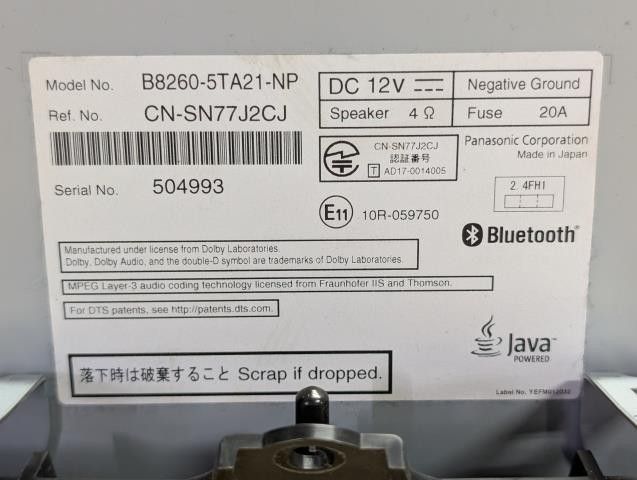 Model No. B8260-5TA21-NP
Ref. No. CN-SN77J2CJ
Serial No. 504993
DC 12V
Negative Ground
Speaker 4 Ω
Fuse 20A
CN-SN77J2CJ
認証番号
T AD17-0014005
Panasonic Corporation
Made in Japan
2.4FH1
E11 10R-059750
Bluetooth®
Manufactured under license from Dolby Laboratories.
Dolby, Dolby Audio, and the double-D symbol are trademarks of Dolby Laboratories.
MPEG Layer-3 audio coding technology licensed from Fraunhofer IIS and Thomson.
For DTS patents, see http://patents.dts.com.
Java
POWERED
落下時は破棄すること Scrap if dropped.
Label No.